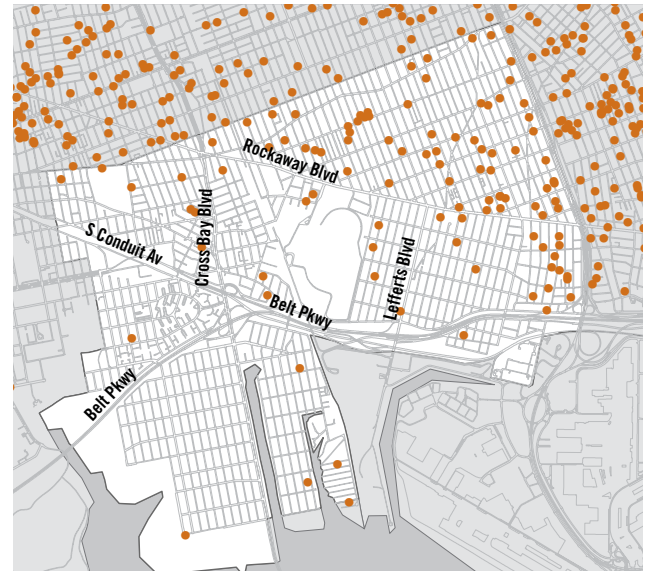 Rockaway Blvd
Cross Bay Blvd
S Conduit Av
Lefferts Blvd
Belt Pkwy
Belt Pkwy